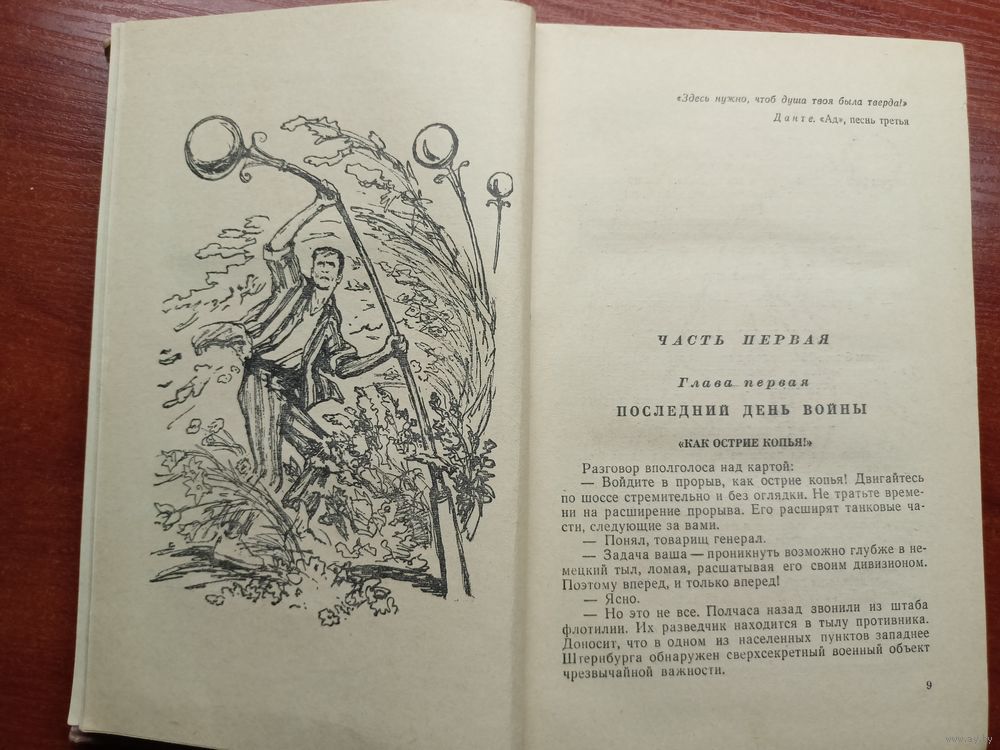 «Здесь нужно, чтоб душа твоя была тверда!»
Данте. «Ад», песнь третья
ЧАСТЬ ПЕРВАЯ
Глава первая
ПОСЛЕДНИЙ ДЕНЬ ВОЙНЫ
«КАК ОСТРИЕ КОПЬЯ!»
Разговор вполголоса над картой:
— Войдите в прорыв, как острие копья! Двигайтесь
по шоссе стремительно и без оглядки. Не тратьте време-
ни на расширение прорыва. Его расширят танковые ча-
сти, следующие за вами.
— Понял, товарищ генерал.
— Задача ваша — проникнуть возможно глубже в не-
мецкий тыл, ломая, расшатывая его своим дивизионом.
Поэтому вперед, и только вперед!
— Ясно.
— Но это не все. Полчаса назад звонили из штаба
флотилии. Их разведчик находится в тылу противника.
Доносит, что в одном из населенных пунктов западнее
Штернбурга обнаружен сверхсекретный военный объект
чрезвычайной важности.
9
www.ay.by